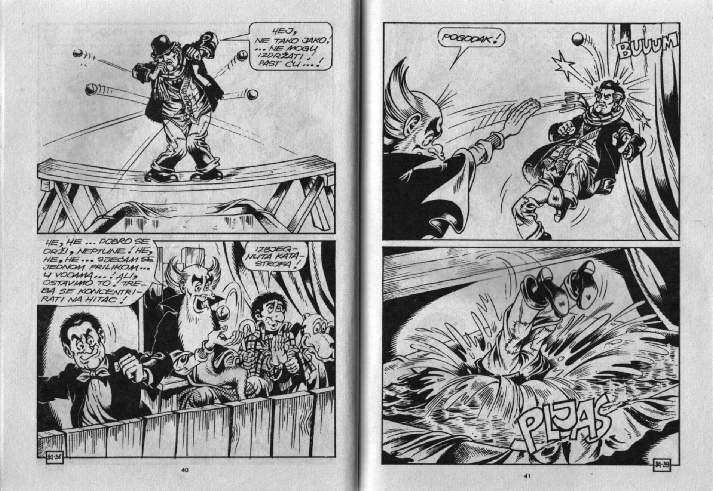 HEJ,
NE TAKO JAKO!
... NE MOGU
IZDRŽATI!
PAST ĆU...!
HE, HE ... DOBRO SE
DRŽI, NEPTUNE! HE,
HE, HE... SJEĆAM SE
JEDNOM PRILIKOM...
U VODAMA...! ALI,
OSTAVIMO TO! TRE-
BA SE KONCENTRI-
RATI NA HITAC!
IZBJEG-
NUTA KATA-
STROFA!
40
POGODAK!
BUUUM
PLJAS
41